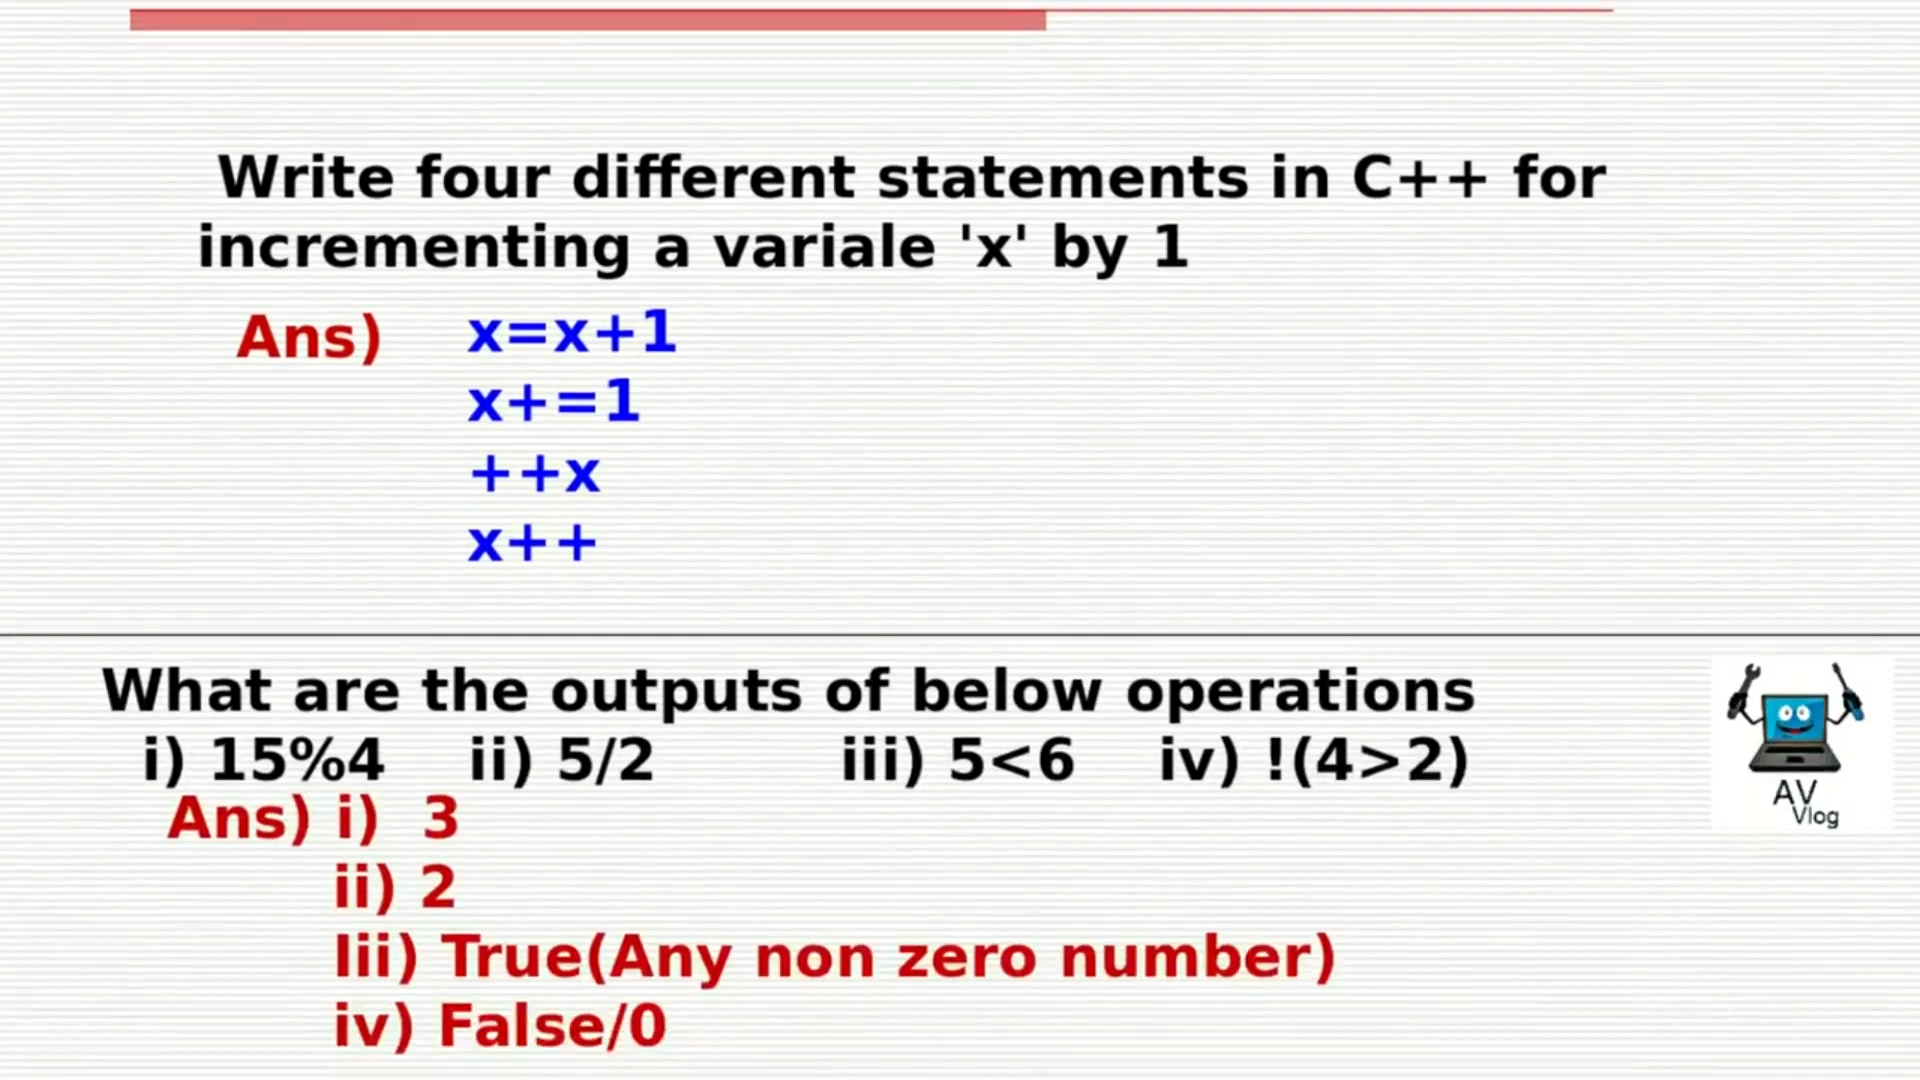 Write four different statements in C++ for
incrementing a variale 'x' by 1
Ans) x=x+1
x+=1
++x
x++
What are the outputs of below operations
i) 15%4 ii) 5/2 iii) 5<6 iv) !(4>2)
Ans) i) 3
ii) 2
Iii) True(Any non zero number)
iv) False/0
AV
Vlog